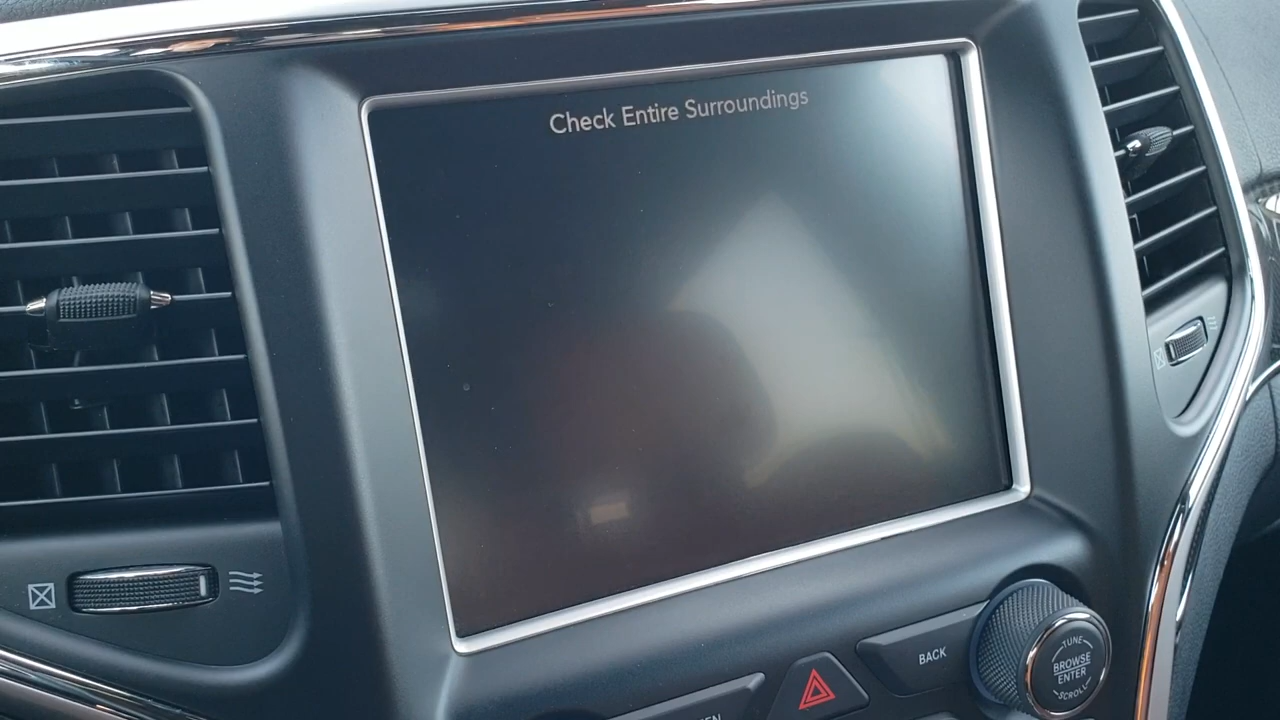 Check Entire Surroundings
BACK
TUNE
BROWSE
ENTER
SCROLL